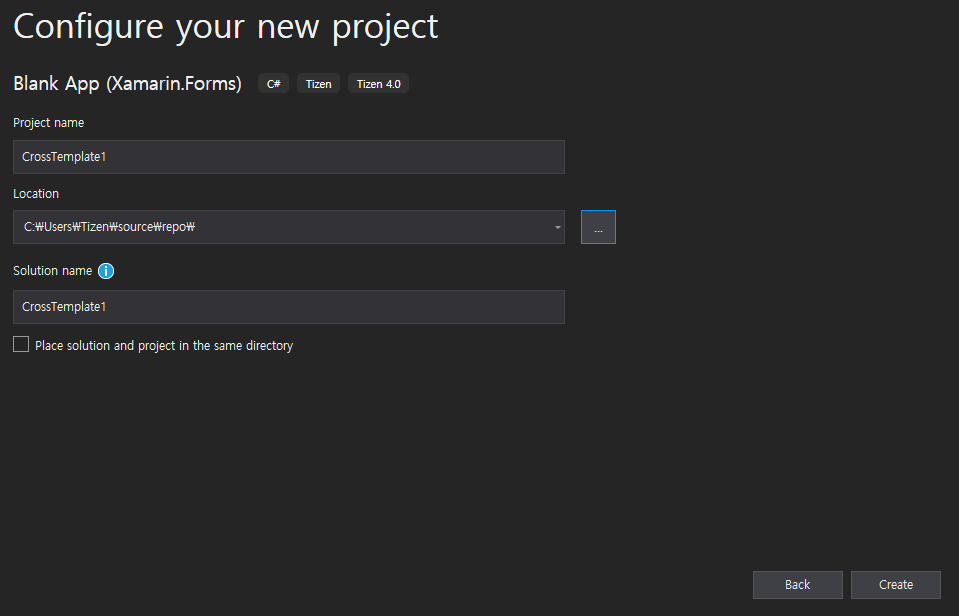 Configure your new project
Blank App (Xamarin.Forms) C# Tizen Tizen 4.0
Project name
CrossTemplate1
Location
C:₩Users₩Tizen₩source₩repo₩
...
Solution name i
CrossTemplate1
Place solution and project in the same directory
Back Create